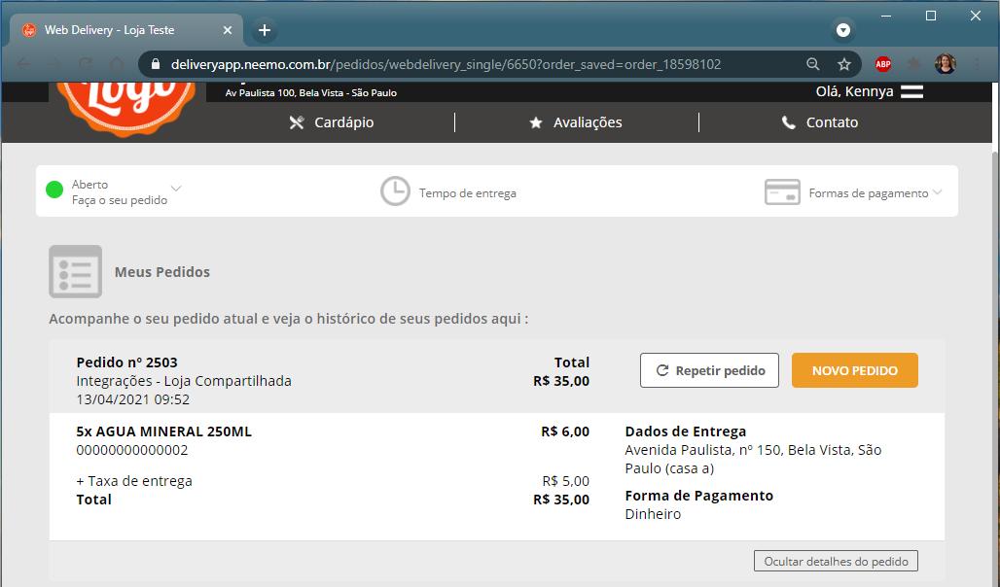 Web Delivery - Loja Teste
deliveryapp.neemo.com.br/pedidos/webdelivery_single/6650?order_saved=order_18598102
ABP
Logo
Av Paulista 100, Bela Vista - São Paulo
Olá, Kennya
Cardápio
Avaliações
Contato
Aberto
Faça o seu pedido
Tempo de entrega
Formas de pagamento
Meus Pedidos
Acompanhe o seu pedido atual e veja o histórico de seus pedidos aqui :
Pedido nº 2503
Integrações - Loja Compartilhada
13/04/2021 09:52
Total
R$ 35,00
Repetir pedido
NOVO PEDIDO
5x AGUA MINERAL 250ML
R$ 6,00
00000000000002
+ Taxa de entrega
R$ 5,00
Total
R$ 35,00
Dados de Entrega
Avenida Paulista, nº 150, Bela Vista, São
Paulo (casa a)
Forma de Pagamento
Dinheiro
Ocultar detalhes do pedido